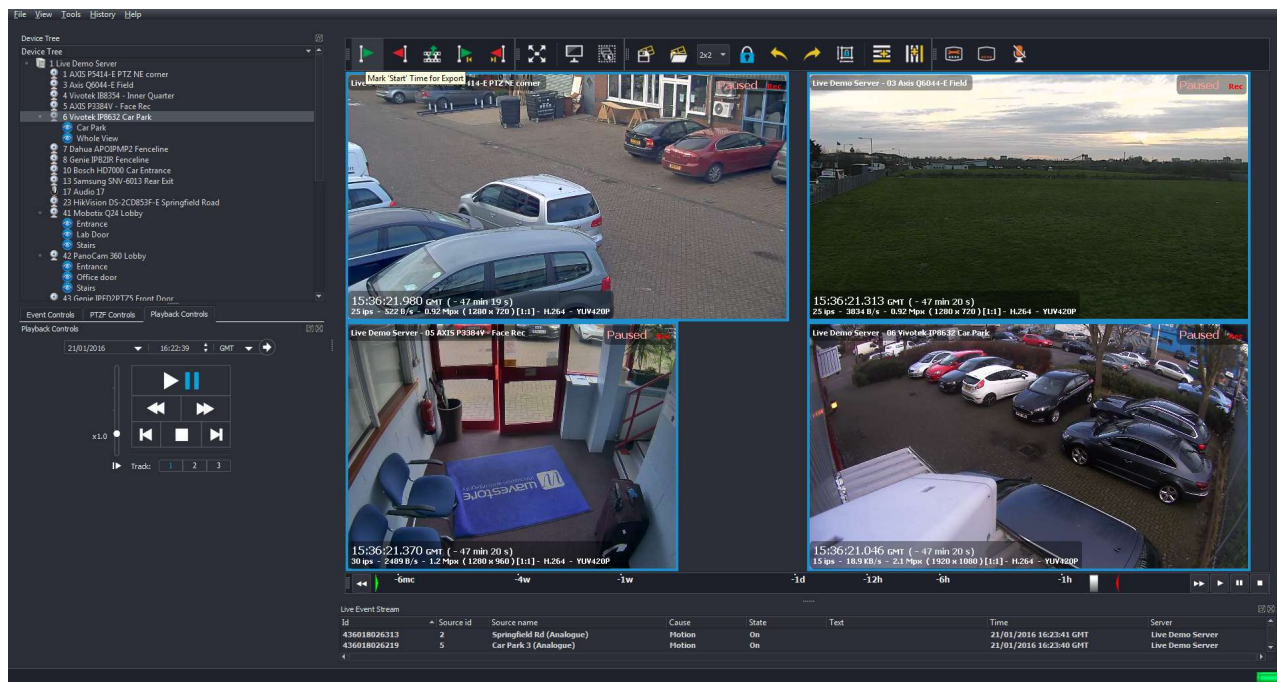 File View Tools History Help
Device Tree
Device Tree
1 Live Demo Server
1 AXIS P5414-E PTZ NE corner
3 Axis Q6044-E Field
4 Vivotek IB8354 - Inner Quarter
5 AXIS P3384V - Face Rec
6 Vivotek IP8632 Car Park
Car Park
Whole View
7 Dahua APOIPMP2 Fenceline
8 Genie IPB2IR Fenceline
10 Bosch HD7000 Car Entrance
13 Samsung SNV-6013 Rear Exit
17 Audio 17
23 HikVision DS-2CD853F-E Springfield Road
41 Mobotix Q24 Lobby
Entrance
Lab Door
Stairs
42 PanoCam 360 Lobby
Entrance
Office door
Stairs
43 Genie IPED2PTZ5 Front Door
Event Controls PTZF Controls Playback Controls
Playback Controls
21/01/2016 16:22:39 GMT
x1.0
Track: 1 2 3
2x2
Mark 'Start' Time for Export
Live 414-E PTZ NE corner Paused Rec
15:36:21.980 GMT ( - 47 min 19 s)
25 ips - 522 B/s - 0.92 Mpx ( 1280 x 720 ) [1:1] - H.264 - YUV420P
Live Demo Server - 03 Axis Q6044-E Field Paused Rec
15:36:21.313 GMT ( - 47 min 20 s)
25 ips - 3834 B/s - 0.92 Mpx ( 1280 x 720 ) [1:1] - H.264 - YUV420P
Live Demo Server - 05 AXIS P3384V - Face Rec Paused Rec
wavestore
15:36:21.370 GMT ( - 47 min 20 s)
30 ips - 2489 B/s - 1.2 Mpx ( 1280 x 960 ) [1:1] - H.264 - YUV420P
Live Demo Server - 06 Vivotek IP8632 Car Park Paused Rec
15:36:21.046 GMT ( - 47 min 20 s)
15 ips - 18.9 KB/s - 2.1 Mpx ( 1920 x 1080 ) [1:1] - H.264 - YUV420P
-6mc -4w -1w -1d -12h -6h -1h
Live Event Stream
Id Source id Source name Cause State Text Time Server
436018026313 2 Springfield Rd (Analogue) Motion On 21/01/2016 16:23:41 GMT Live Demo Server
436018026219 5 Car Park 3 (Analogue) Motion On 21/01/2016 16:23:40 GMT Live Demo Server